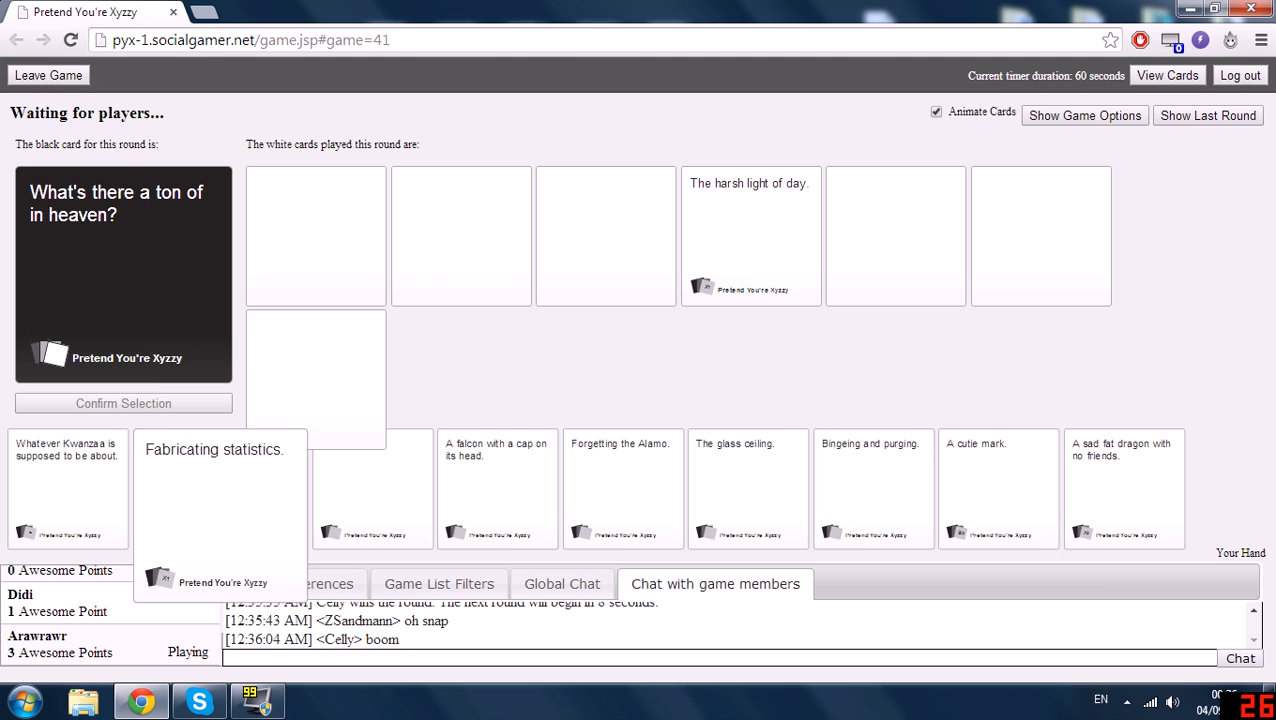 Pretend You're Xyzzy
pyx-1.socialgamer.net/game.jsp#game=41
0
Leave Game
Current timer duration: 60 seconds
View Cards
Log out
Waiting for players...
Animate Cards
Show Game Options
Show Last Round
The black card for this round is:
The white cards played this round are:
What's there a ton of
in heaven?
Pretend You're Xyzzy
The harsh light of day.
Pretend You're Xyzzy
Confirm Selection
Whatever Kwanzaa is
supposed to be about.
Pretend You're Xyzzy
Fabricating statistics.
Pretend You're Xyzzy
Pretend You're Xyzzy
A falcon with a cap on
its head.
Pretend You're Xyzzy
Forgetting the Alamo.
Pretend You're Xyzzy
The glass ceiling.
Pretend You're Xyzzy
Bingeing and purging.
Pretend You're Xyzzy
A cutie mark.
Pretend You're Xyzzy
A sad fat dragon with
no friends.
Pretend You're Xyzzy
Your Hand
0 Awesome Points
Didi
1 Awesome Point
Arawrawr
3 Awesome Points
Playing
Game List Filters
Global Chat
Chat with game members
Celly wins the round. The next round will begin in 8 seconds.
[12:35:43 AM] <ZSandmann> oh snap
[12:36:04 AM] <Celly> boom
Chat
99
EN
26